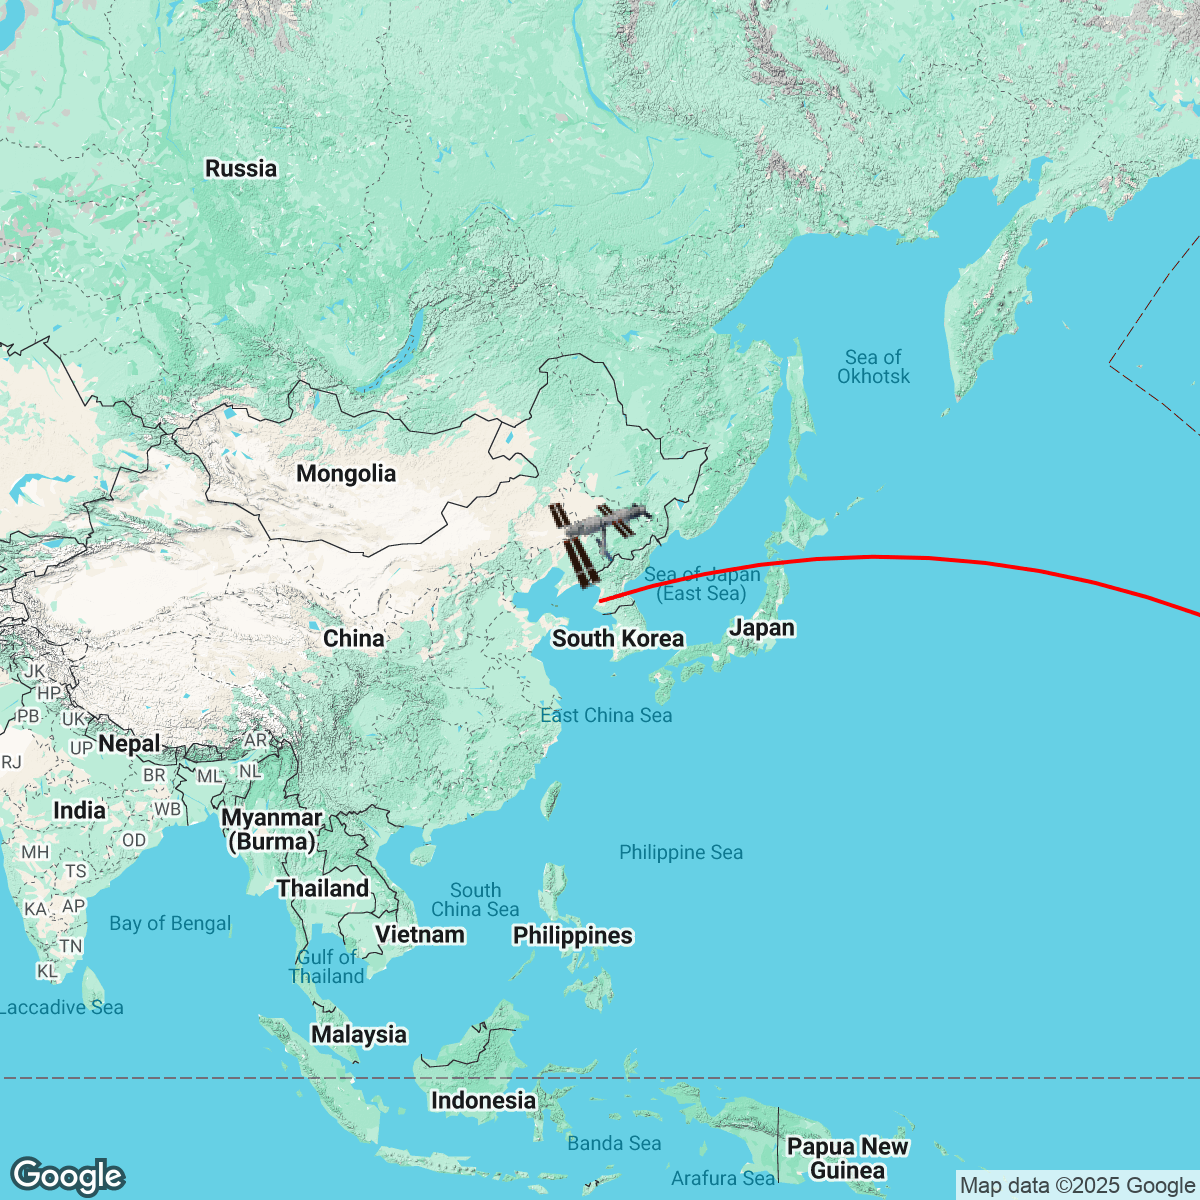 Russia
Sea of
Okhotsk
Mongolia
Sea of Japan
(East Sea)
China
South Korea
Japan
JK
HP
PB
UK
East China Sea
UP
Nepal
AR
RJ
BR
ML
NL
India
WB
Myanmar
(Burma)
OD
MH
Philippine Sea
TS
Thailand
South
China Sea
KA
AP
Bay of Bengal
Vietnam
Philippines
TN
Gulf of
Thailand
KL
Laccadive Sea
Malaysia
Indonesia
Banda Sea
Papua New
Guinea
Arafura Sea
Google
Map data ©2025 Google